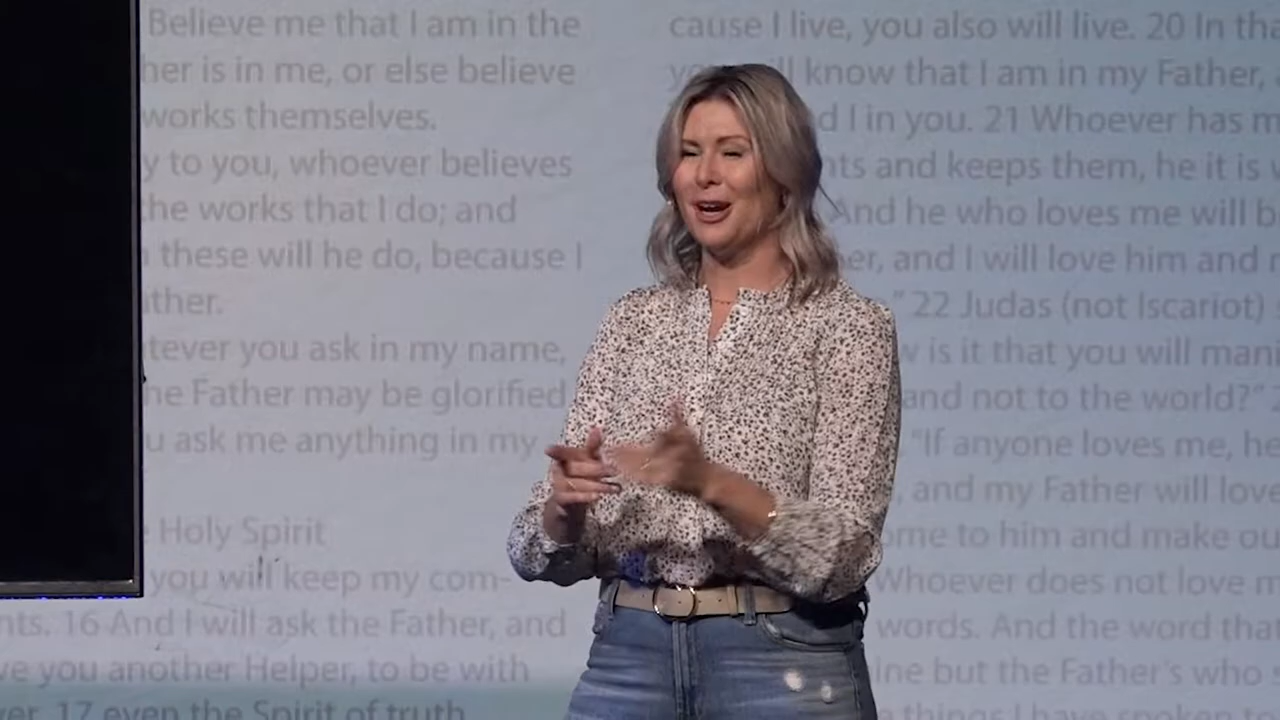 Believe me that I am in the
her is in me, or else believe
works themselves.
y to you, whoever believes
the works that I do; and
these will he do, because I
ather.
tever you ask in my name,
he Father may be glorified
u ask me anything in my
Holy Spirit
you will keep my com-
nts. 16 And I will ask the Father, and
ve you another Helper, to be with
er, 17 even the Spirit of truth
cause I live, you also will live. 20 In tha
will know that I am in my Father,
d I in you. 21 Whoever has m
nts and keeps them, he it is w
And he who loves me will b
er, and I will love him and m
" 22 Judas (not Iscariot) s
w is it that you will mani
and not to the world?" 2
"If anyone loves me, he
, and my Father will love
ome to him and make ou
Whoever does not love m
words. And the word that
ine but the Father's who s
things I have spoken to